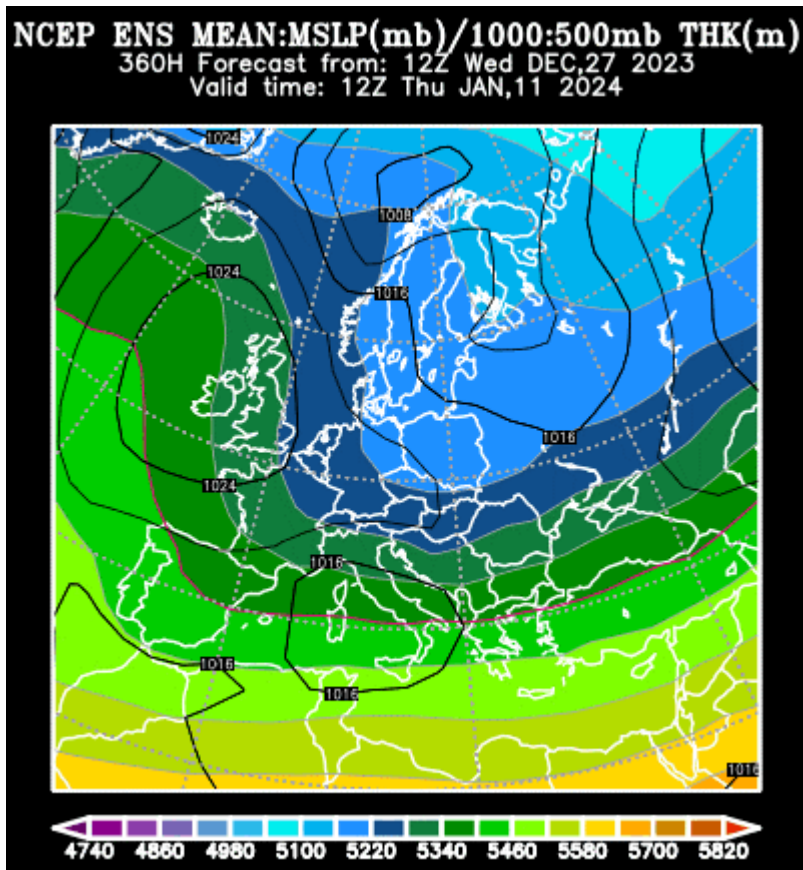 NCEP ENS MEAN:MSLP(mb)/1000:500mb THK(m)
360H Forecast from: 12Z Wed DEC,27 2023
Valid time: 12Z Thu JAN,11 2024
1024
1008
1024
1016
1016
1024
1016
1016
1016
1016
4740 4860 4980 5100 5220 5340 5460 5580 5700 5820